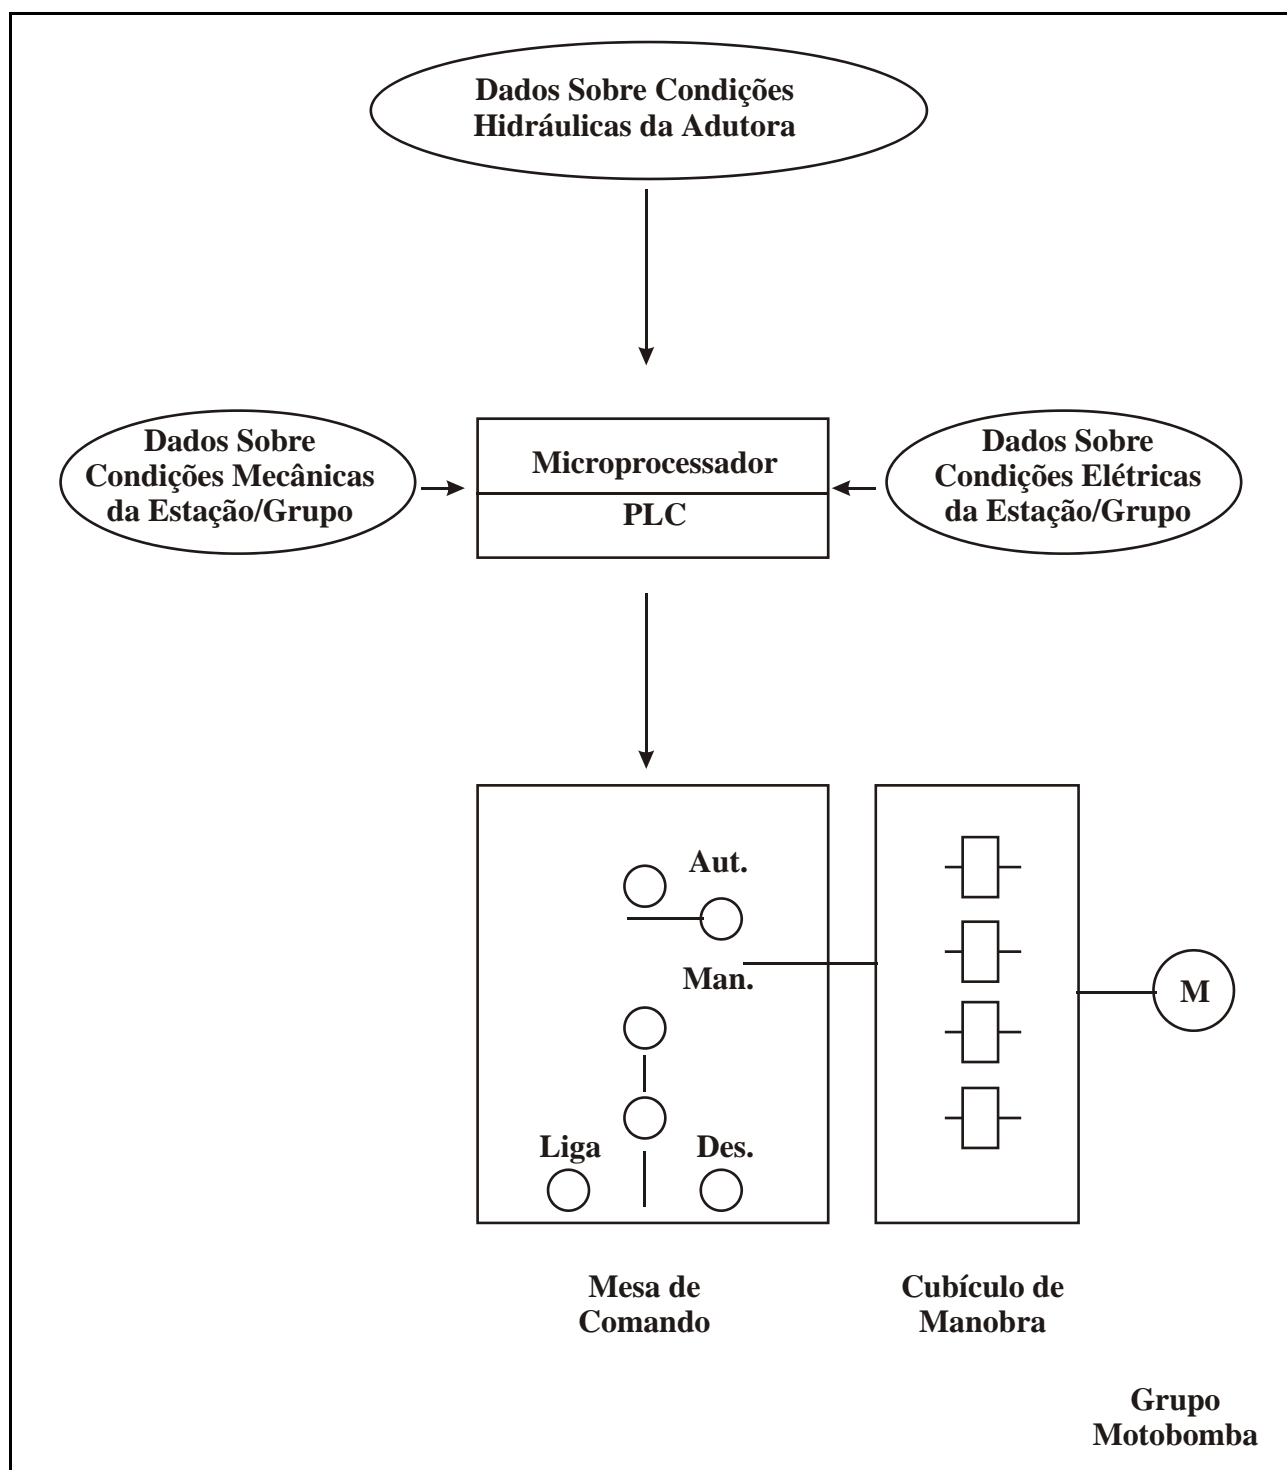 Dados Sobre Condições
Hidráulicas da Adutora
Dados Sobre
Condições Mecânicas
da Estação/Grupo
Microprocessador
PLC
Dados Sobre
Condições Elétricas
da Estação/Grupo
Aut.
Man.
Liga
Des.
M
Mesa de
Comando
Cubículo de
Manobra
Grupo
Motobomba